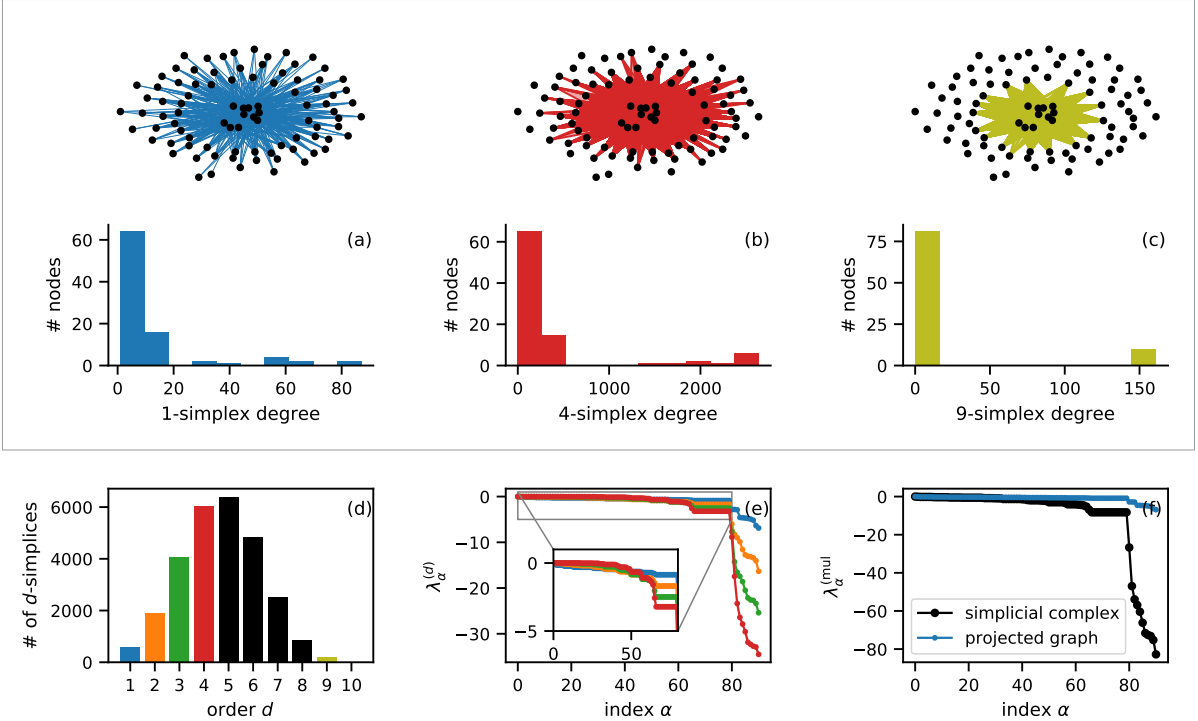 (a)
60
40
20
0
# nodes
0 20 40 60 80
1-simplex degree
(b)
60
40
20
0
# nodes
0 1000 2000
4-simplex degree
(c)
75
50
25
0
# nodes
0 50 100 150
9-simplex degree
(d)
6000
4000
2000
0
# of d-simplices
1 2 3 4 5 6 7 8 9 10
order d
(e)
0
−10
−20
−30
λα(d)
0
−5
0 50
0 20 40 60 80
index α
(f)
0
−20
−40
−60
−80
λα(mul
simplicial complex
projected graph
0 20 40 60 80
index α